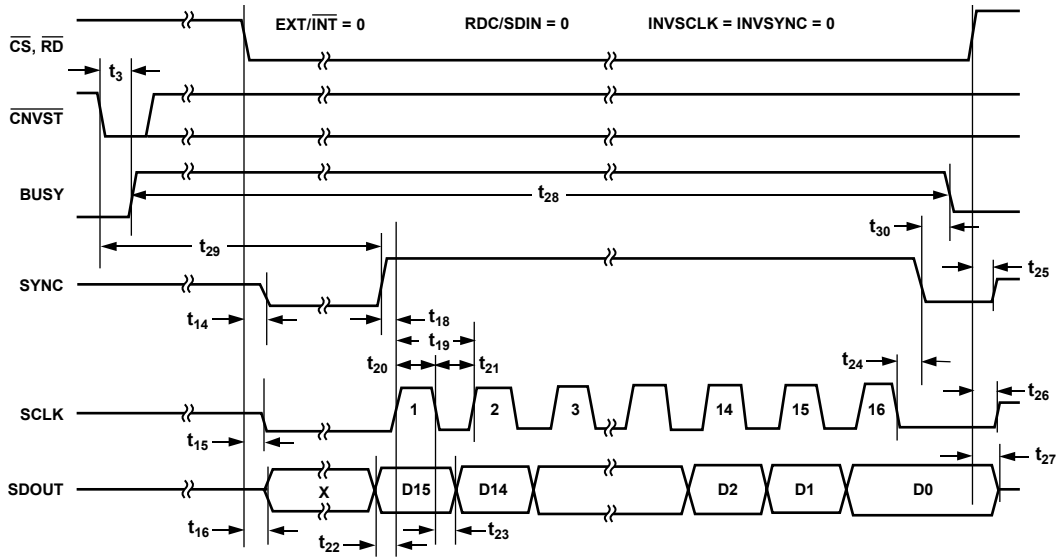 EXT/INT = 0 RDC/SDIN = 0 INVSCLK = INVSYNC = 0
CS, RD
t3
CNVST
BUSY
t28
t30
t29
t25
SYNC
t14
t18
t19
t20
t21
t24
t26
SCLK
1 2 3 14 15 16
t15
t27
SDOUT
X D15 D14 D2 D1 D0
t16
t22
t23